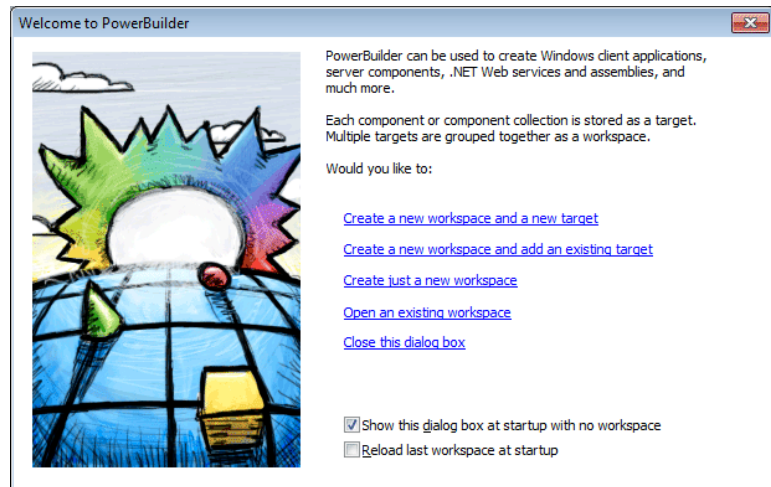 Welcome to PowerBuilder
PowerBuilder can be used to create Windows client applications,
server components, .NET Web services and assemblies, and
much more.
Each component or component collection is stored as a target.
Multiple targets are grouped together as a workspace.
Would you like to:
Create a new workspace and a new target
Create a new workspace and add an existing target
Create just a new workspace
Open an existing workspace
Close this dialog box
Show this dialog box at startup with no workspace
Reload last workspace at startup